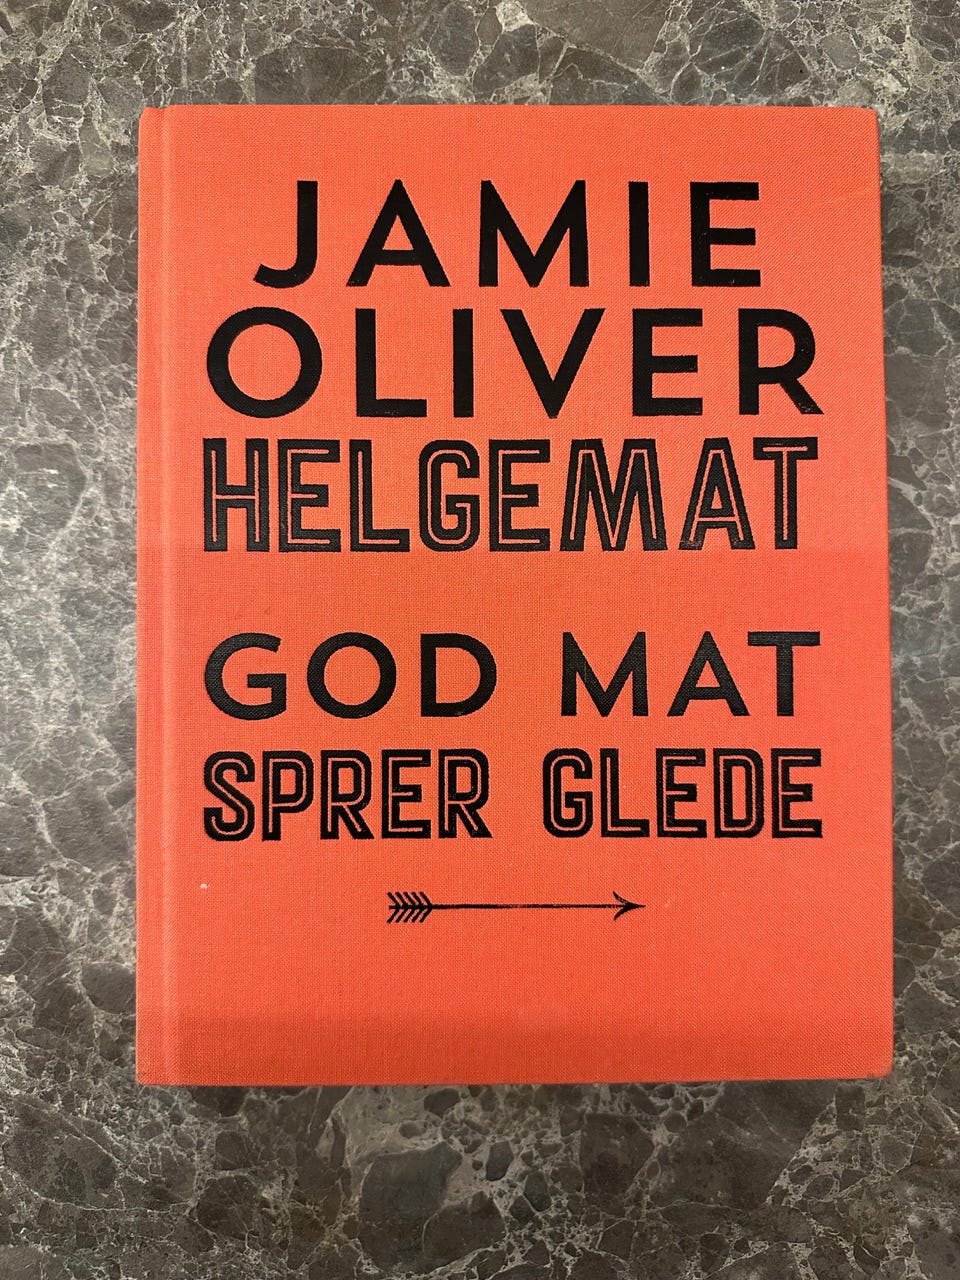 JAMIE
OLIVER
HELGEMAT
GOD MAT
SPRER GLEDE